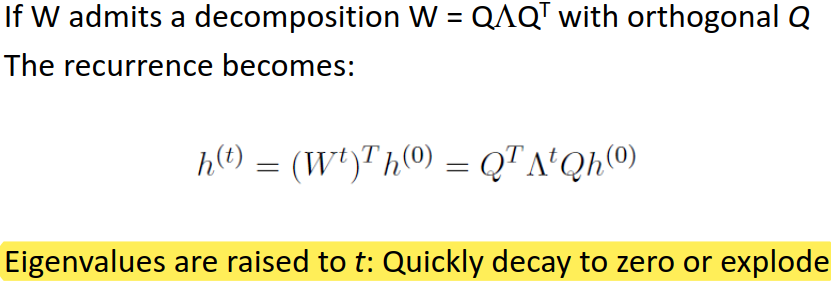 If W admits a decomposition W = QΛQᵀ with orthogonal Q
The recurrence becomes:
h⁽ᵗ⁾ = (Wᵗ)ᵀh⁽⁰⁾ = QᵀΛᵗQh⁽⁰⁾
Eigenvalues are raised to t: Quickly decay to zero or explode